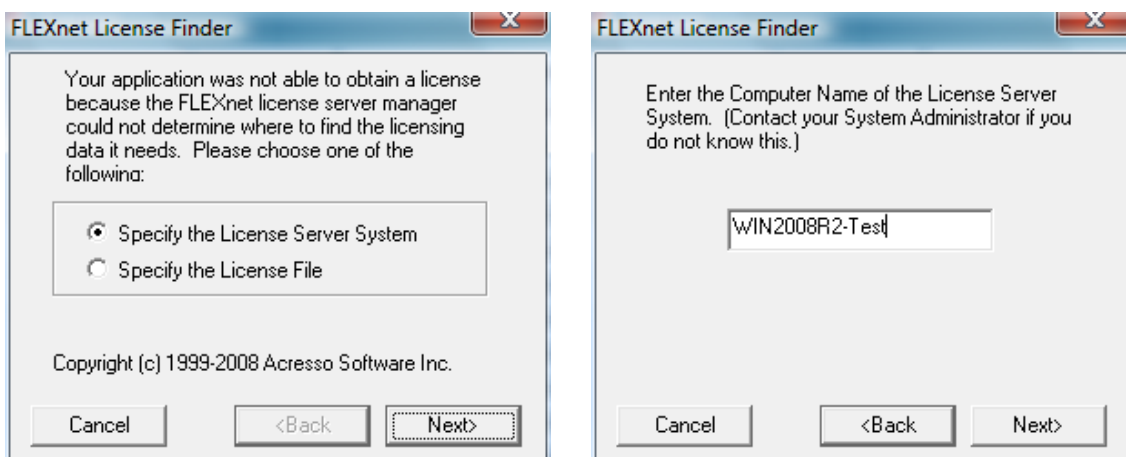 FLEXnet License Finder
Your application was not able to obtain a license
because the FLEXnet license server manager
could not determine where to find the licensing
data it needs.  Please choose one of the
following:
Specify the License Server System
Specify the License File
Copyright (c) 1999-2008 Acresso Software Inc.
Cancel
<Back
Next>
FLEXnet License Finder
Enter the Computer Name of the License Server
System.  (Contact your System Administrator if you
do not know this.)
WIN2008R2-Test
Cancel
<Back
Next>